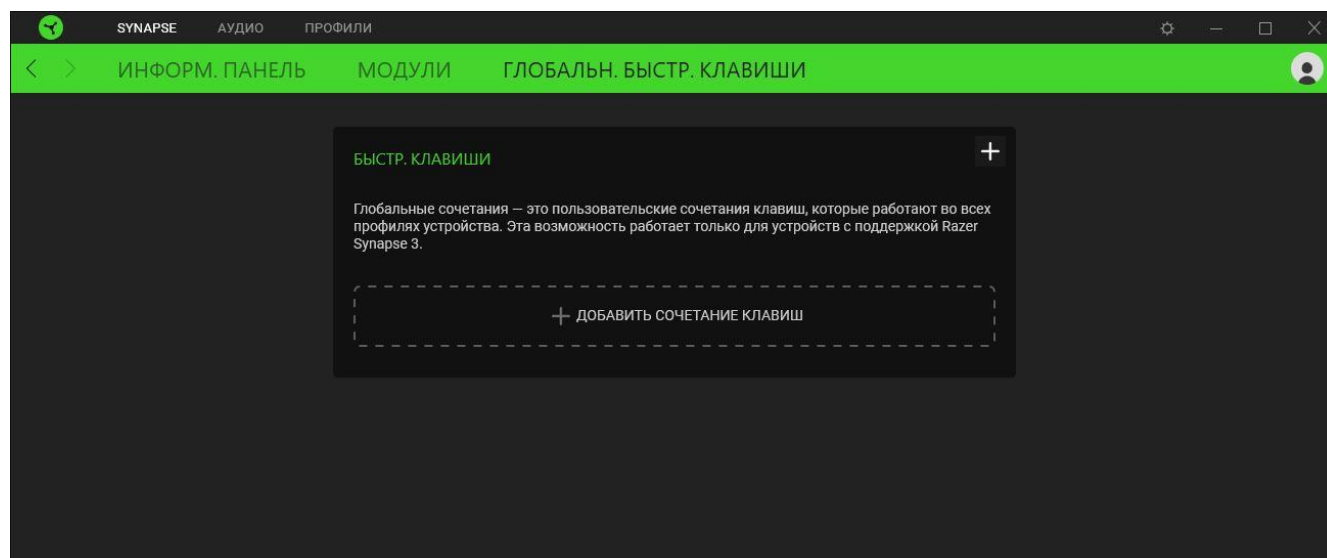 SYNAPSE АУДИО ПРОФИЛИ
ИНФОРМ. ПАНЕЛЬ МОДУЛИ ГЛОБАЛЬН. БЫСТР. КЛАВИШИ
БЫСТР. КЛАВИШИ
Глобальные сочетания — это пользовательские сочетания клавиш, которые работают во всех
профилях устройства. Эта возможность работает только для устройств с поддержкой Razer
Synapse 3.
ДОБАВИТЬ СОЧЕТАНИЕ КЛАВИШ